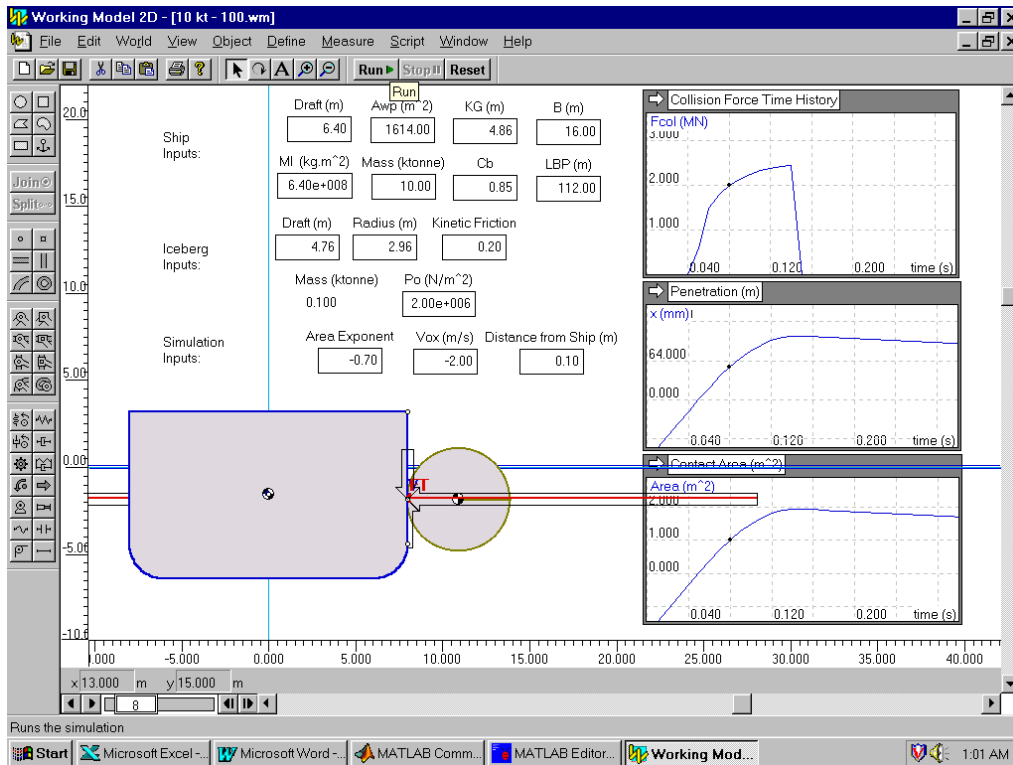 Working Model 2D - [10 kt - 100.wm]
File Edit World View Object Define Measure Script Window Help
Run Stop Reset
Run
Join
Split
20.0
15.0
10.0
5.00
0.00
-5.00
Ship
Inputs:
Draft (m) Awp (m^2) KG (m) B (m)
6.40 1614.00 4.86 16.00
MI (kg.m^2) Mass (ktonne) Cb LBP (m)
6.40e+008 10.00 0.85 112.00
Iceberg
Inputs:
Draft (m) Radius (m) Kinetic Friction
4.76 2.96 0.20
Mass (ktonne) Po (N/m^2)
0.100 2.00e+006
Simulation
Inputs:
Area Exponent Vox (m/s) Distance from Ship (m)
-0.70 -2.00 0.10
Collision Force Time History
Fcol (MN)
3.000
2.000
1.000
0.040 0.120 0.200 time (s)
Penetration (m)
x (mm)
64.000
0.000
0.040 0.120 0.200 time (s)
Contact Area (m^2)
Area (m^2)
2.000
0.000
0.040 0.120 0.200 time (s)
-5.000 0.000 5.000 10.000 15.000 20.000 25.000 30.000 35.000 40.000
x 13.000 m y 15.000 m
8
Runs the simulation
Start Microsoft Excel -... Microsoft Word -... MATLAB Comm... MATLAB Editor... Working Mod... 1:01 AM